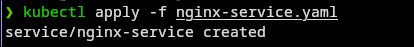 ❯ kubectl apply -f nginx-service.yaml
service/nginx-service created